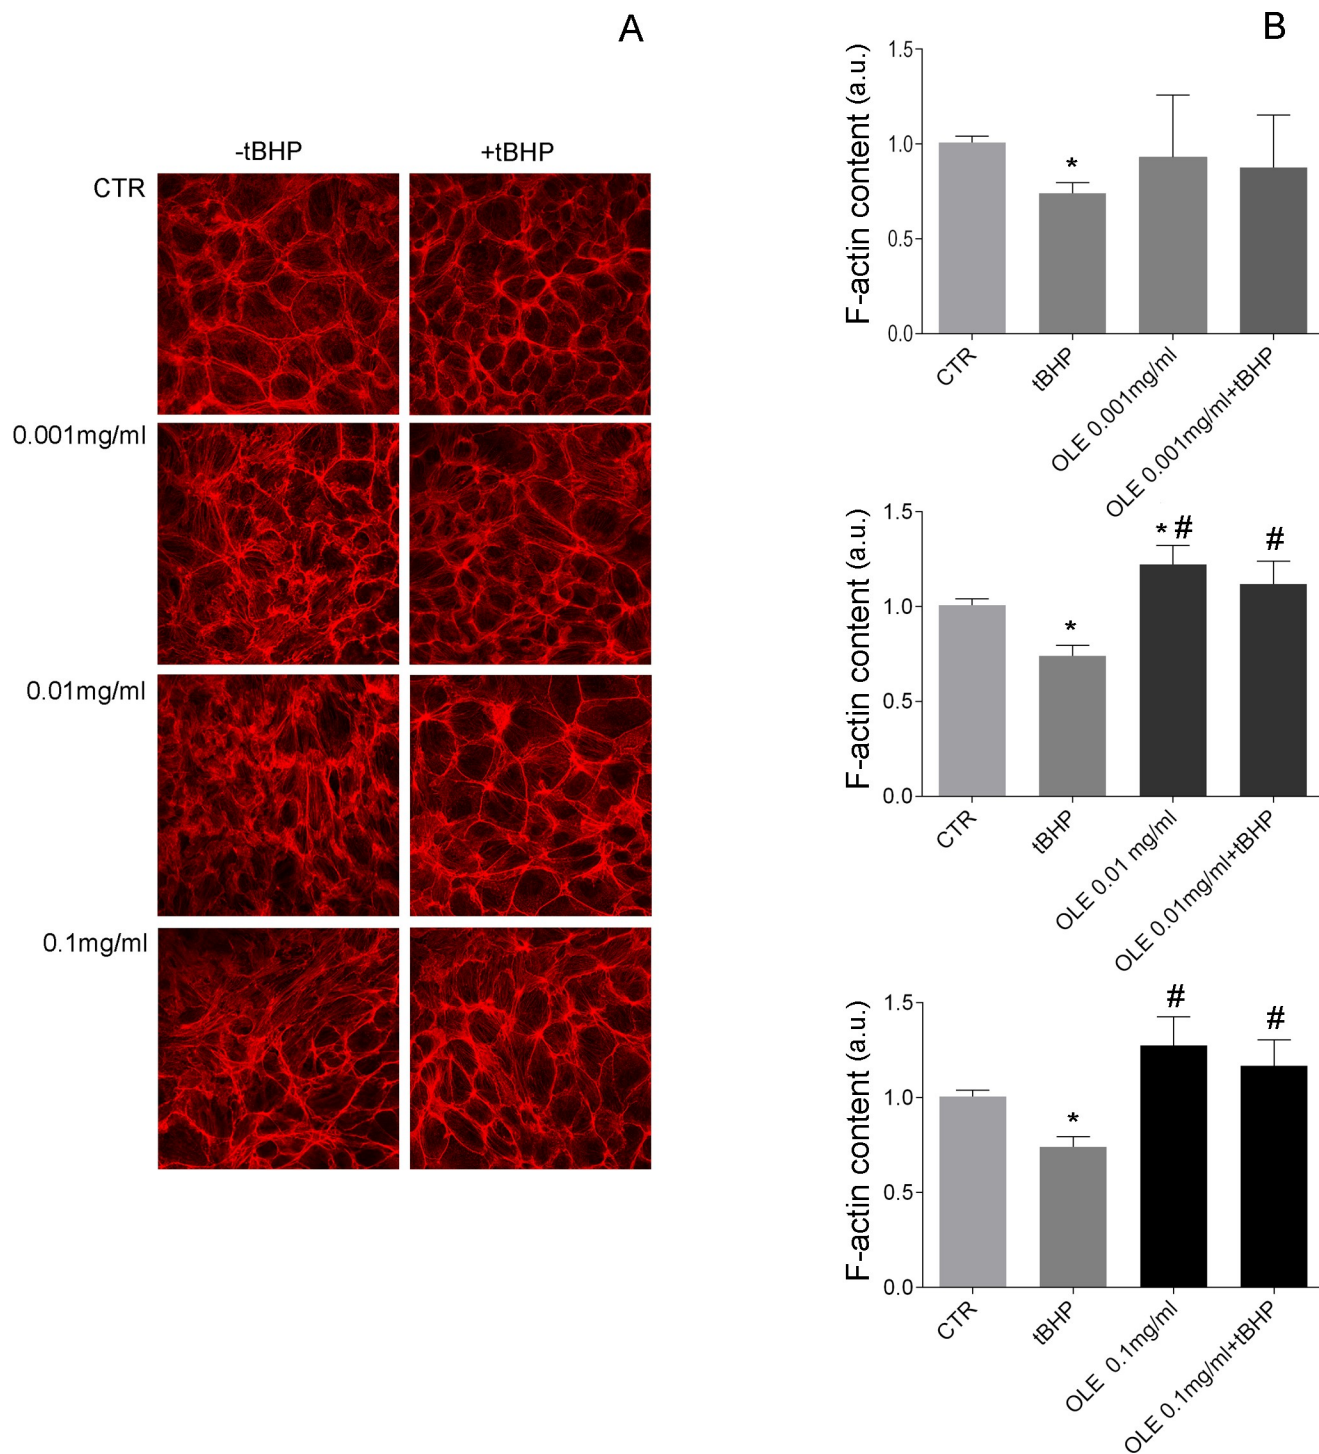 A
-tBHP +tBHP
CTR
0.001mg/ml
0.01mg/ml
0.1mg/ml
B
F-actin content (a.u.)
1.5
1.0
0.5
0.0
*
CTR
tBHP
OLE 0.001mg/ml
OLE 0.001mg/ml+tBHP
F-actin content (a.u.)
1.5
1.0
0.5
0.0
*
* #
#
CTR
tBHP
OLE 0.01 mg/ml
OLE 0.01mg/ml+tBHP
F-actin content (a.u.)
1.5
1.0
0.5
0.0
*
#
#
CTR
tBHP
OLE 0.1mg/ml
OLE 0.1mg/ml+tBHP